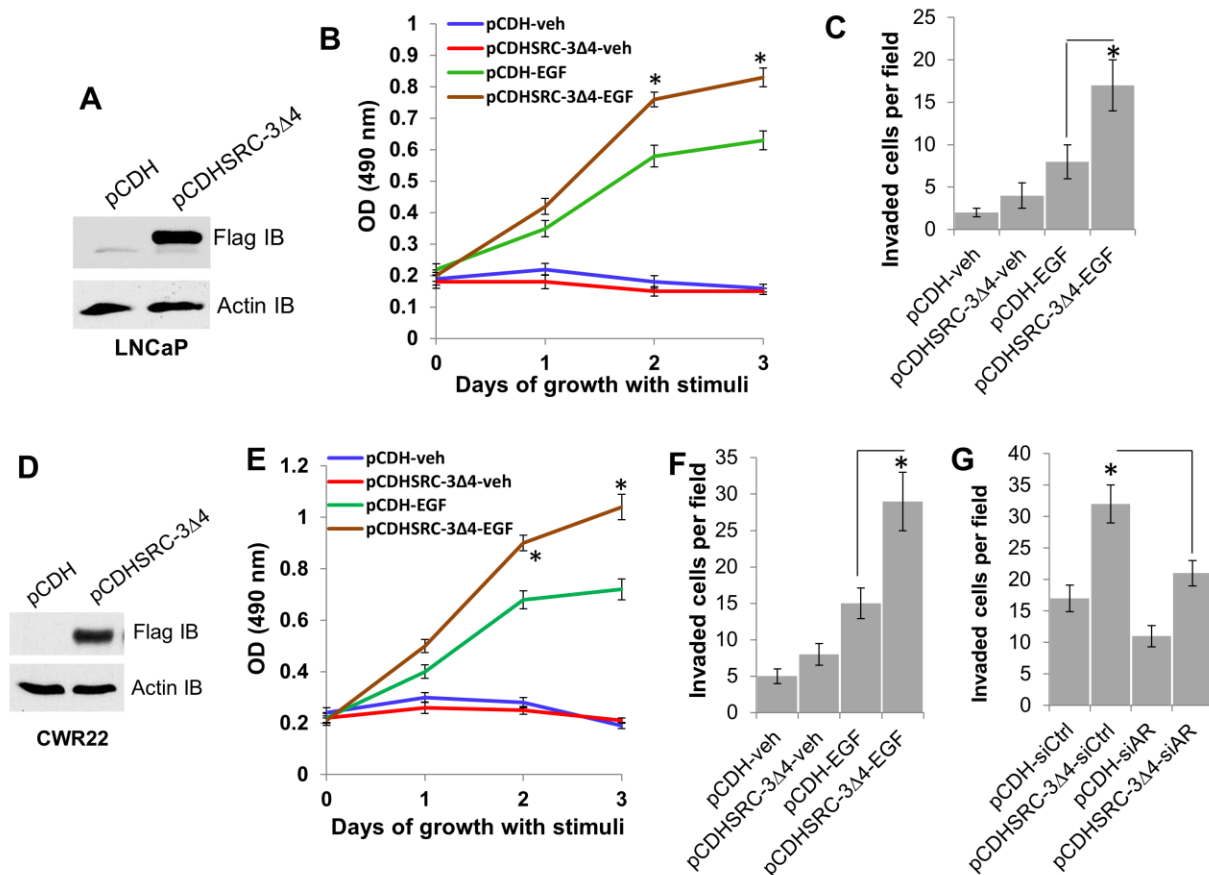 A
pCDH
pCDHSRC-3Δ4
Flag IB
Actin IB
LNCaP
B
pCDH-veh
pCDHSRC-3Δ4-veh
pCDH-EGF
pCDHSRC-3Δ4-EGF
OD (490 nm)
1
0.9
0.8
0.7
0.6
0.5
0.4
0.3
0.2
0.1
0
*
*
0
1
2
3
Days of growth with stimuli
C
Invaded cells per field
25
20
15
10
5
0
*
pCDH-veh
pCDHSRC-3Δ4-veh
pCDH-EGF
pCDHSRC-3Δ4-EGF
D
pCDH
pCDHSRC-3Δ4
Flag IB
Actin IB
CWR22
E
pCDH-veh
pCDHSRC-3Δ4-veh
pCDH-EGF
pCDHSRC-3Δ4-EGF
OD (490 nm)
1.2
1
0.8
0.6
0.4
0.2
0
*
*
0
1
2
3
Days of growth with stimuli
F
Invaded cells per field
35
30
25
20
15
10
5
0
*
pCDH-veh
pCDHSRC-3Δ4-veh
pCDH-EGF
pCDHSRC-3Δ4-EGF
G
Invaded cells per field
40
35
30
25
20
15
10
5
0
*
pCDH-siCtrl
pCDHSRC-3Δ4-siCtrl
pCDH-siAR
pCDHSRC-3Δ4-siAR